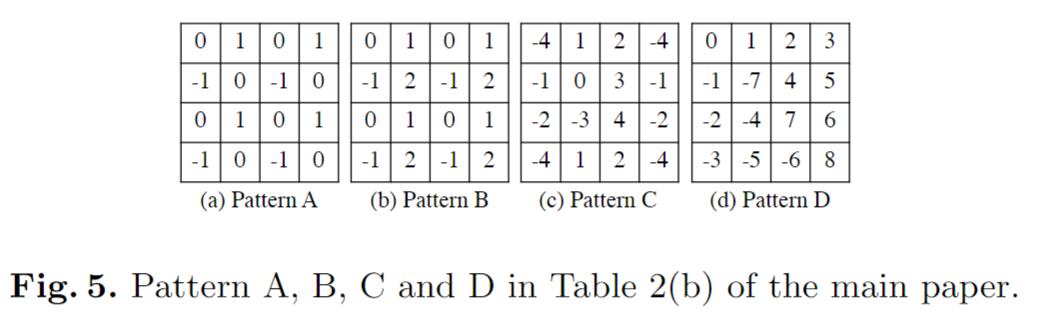 0 1 0 1 0 1 0 1 -4 1 2 -4 0 1 2 3
-1 0 -1 0 -1 2 -1 2 -1 0 3 -1 -1 -7 4 5
0 1 0 1 0 1 0 1 -2 -3 4 -2 -2 -4 7 6
-1 0 -1 0 -1 2 -1 2 -4 1 2 -4 -3 -5 -6 8
(a) Pattern A (b) Pattern B (c) Pattern C (d) Pattern D
Fig. 5. Pattern A, B, C and D in Table 2(b) of the main paper.